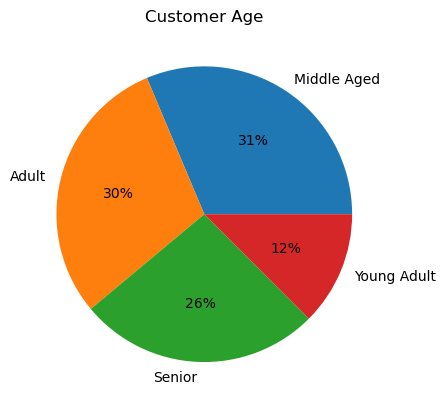 Customer Age
Middle Aged
31%
Adult
30%
12%
Young Adult
26%
Senior